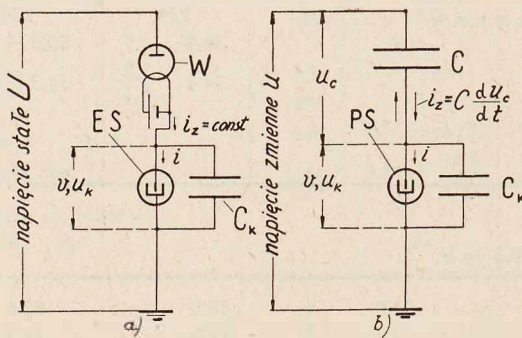 napięcie stałe U
W
ES
i_z = const
i
v, u_k
C_K
a)
napięcie zmienne u
u_c
C
i_z = C du_c/dt
PS
i
v, u_k
C_K
b)